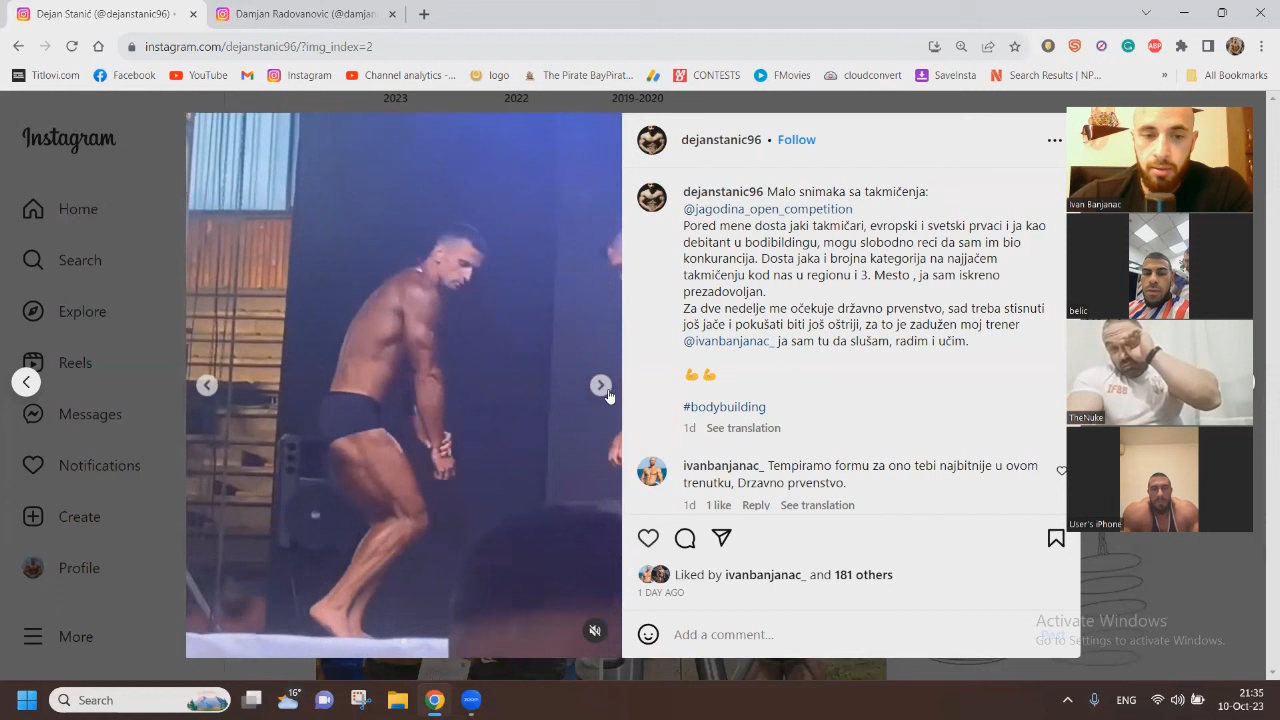 Dejan Stanic (@dejanstanic96) •
Damian Radovanovic (@damjan
instagram.com/dejanstanic96/?img_index=2
Titlovi.com
Facebook
YouTube
Gmail
Instagram
Channel analytics -...
logo
The Pirate BayPirat...
CONTESTS
FMovies
cloudconvert
SaveInsta
Search Results | NP...
»
All Bookmarks
2023
2022
2019-2020
Instagram
Home
Search
Explore
Reels
Messages
Notifications
Create
Profile
More
dejanstanic96 • Follow
dejanstanic96 Malo snimaka sa takmičenja:
@jagodina_open_competition
Pored mene dosta jaki takmičari, evropski i svetski prvaci i ja kao
debitant u bodibildingu, mogu slobodno reci da sam im bio
konkurancija. Dosta jaka i brojna kategorija na najjačem
takmičenju kod nas u regionu i 3. Mesto , ja sam iskreno
prezadovoljan.
Za dve nedelje me očekuje državno prvenstvo, sad treba stisnuti
još jače i pokušati biti još oštriji, za to je zadužen moj trener
@ivanbanjanac_ ja sam tu da slušam, radim i učim.
💪💪
#bodybuilding
1d See translation
ivanbanjanac_ Tempiramo formu za ono tebi najbitnije u ovom
trenutku, Drzavno prvenstvo.
1d 1 like Reply See translation
Liked by ivanbanjanac_ and 181 others
1 DAY AGO
Add a comment...
Ivan Banjanac
belic
TheNuke
User's iPhone
Activate Windows
Go to Settings to activate Windows.
Search
16°
zoom
ENG
21:35
10-Oct-23